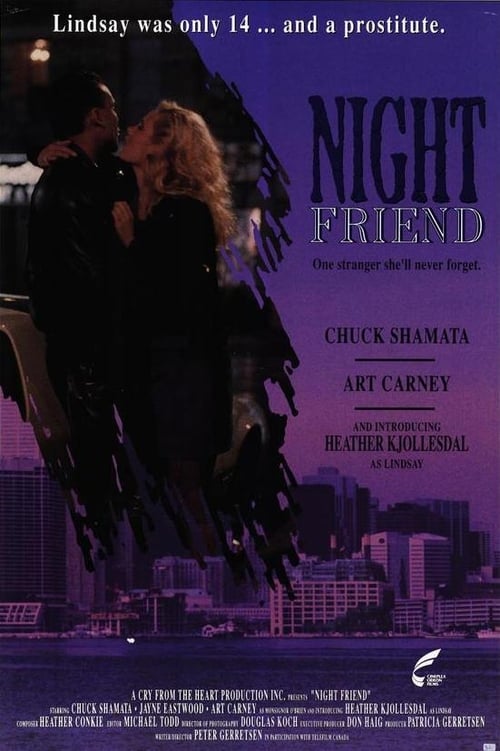 Lindsay was only 14 ... and a prostitute.
NIGHT
FRIEND
One stranger she'll never forget.
CHUCK SHAMATA
ART CARNEY
AND INTRODUCING
HEATHER KJOLLESDAL
AS LINDSAY
CINEPLEX
ODEON
FILMS
A CRY FROM THE HEART PRODUCTION INC. PRESENTS "NIGHT FRIEND"
STARRING CHUCK SHAMATA · JAYNE EASTWOOD · ART CARNEY AS MONSIGNOR O'BRIEN AND INTRODUCING HEATHER KJOLLESDAL AS LINDSAY
COMPOSER HEATHER CONKIE EDITOR MICHAEL TODD DIRECTOR OF PHOTOGRAPHY DOUGLAS KOCH EXECUTIVE PRODUCER DON HAIG PRODUCER PATRICIA GERRETSEN
WRITER/DIRECTOR PETER GERRETSEN IN PARTICIPATION WITH TELEFILM CANADA